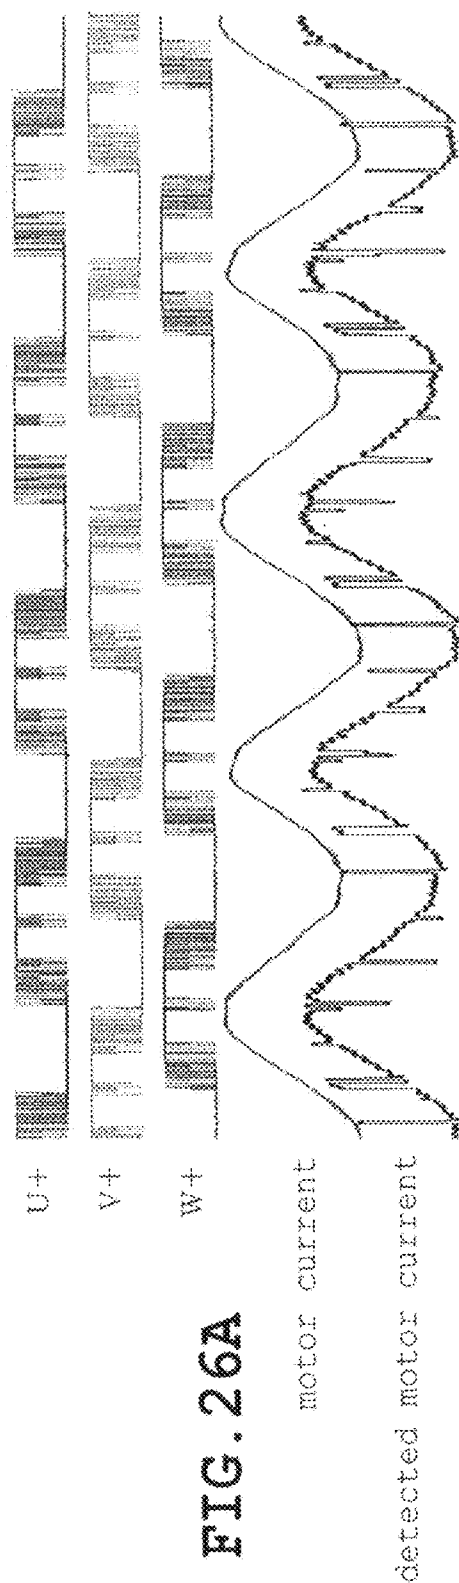 FIG.26A
U+
V+
W+
motor current
detected motor current